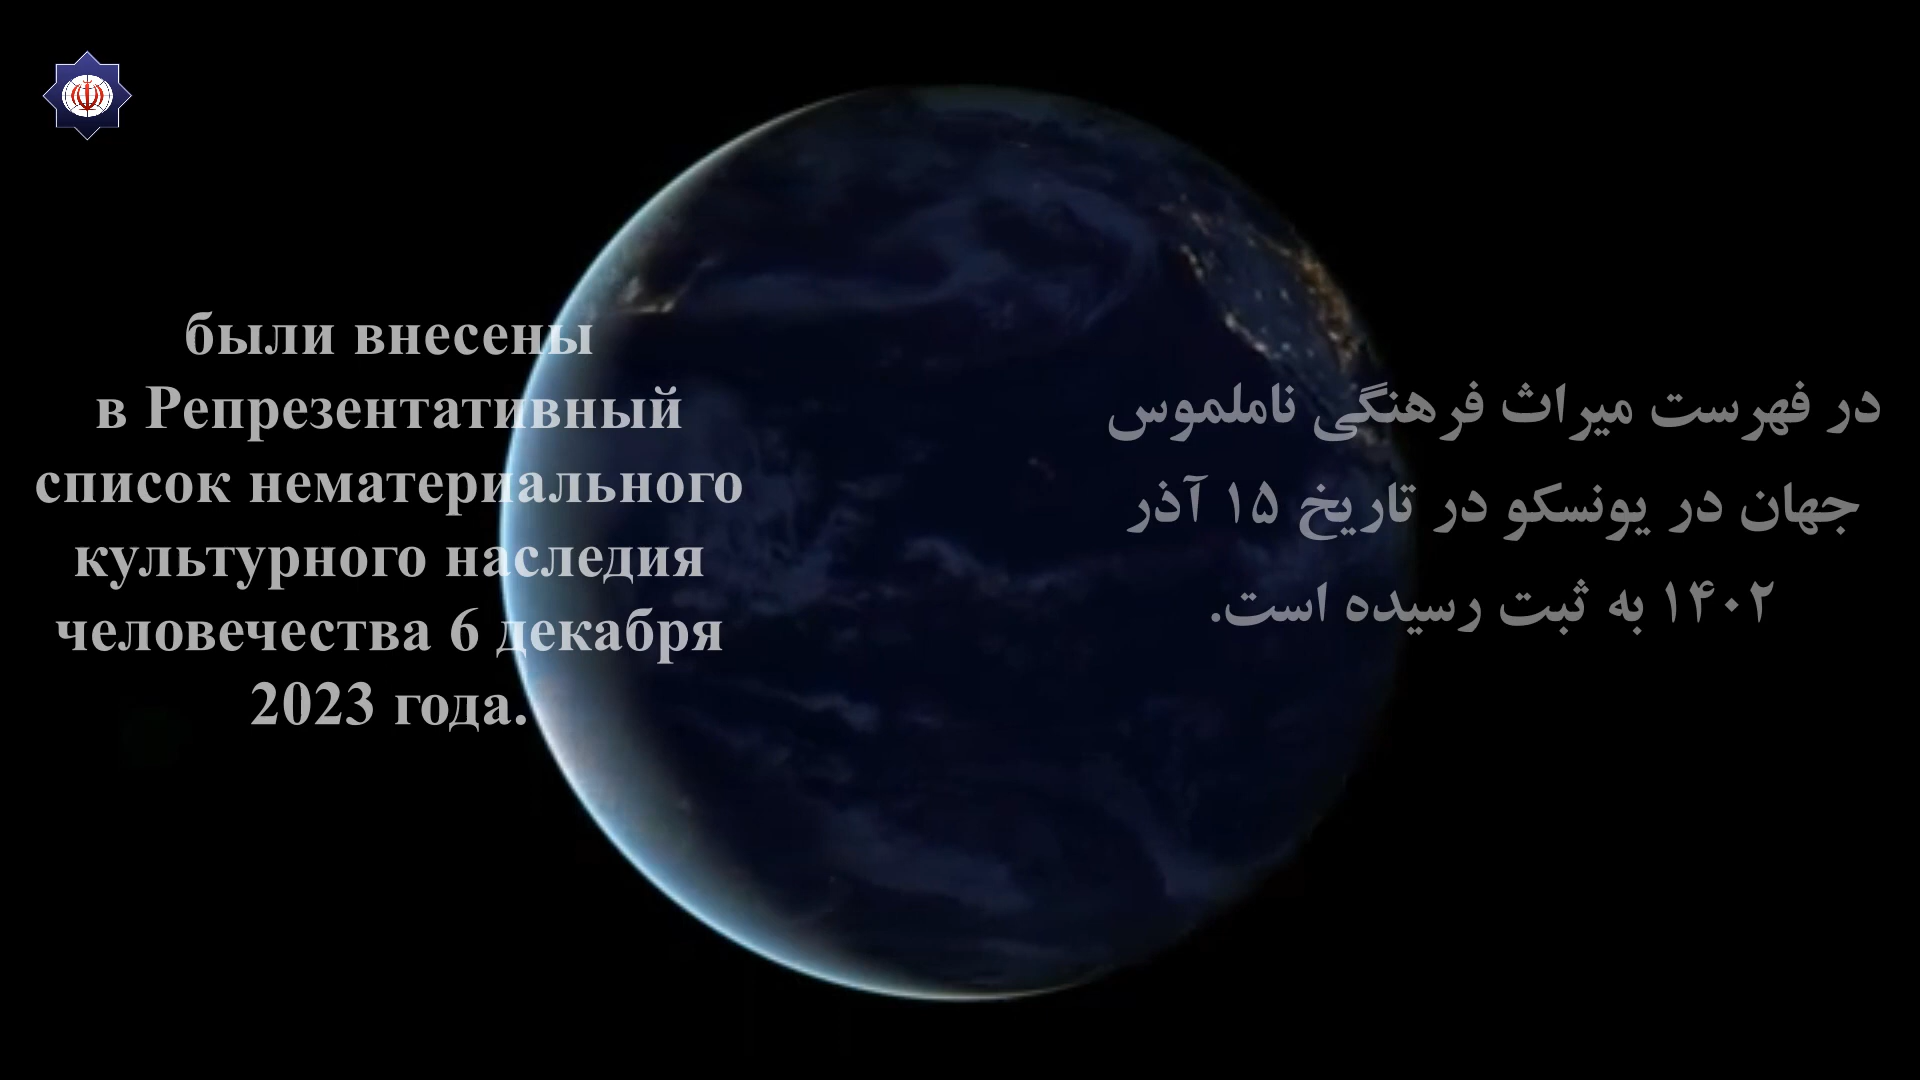 были внесены
в Репрезентативный
список нематериального
культурного наследия
человечества 6 декабря
2023 года.
در فهرست میراث فرهنگی ناملموس
جهان در یونسکو در تاریخ ۱۵ آذر
۱۴۰۲ به ثبت رسیده است.